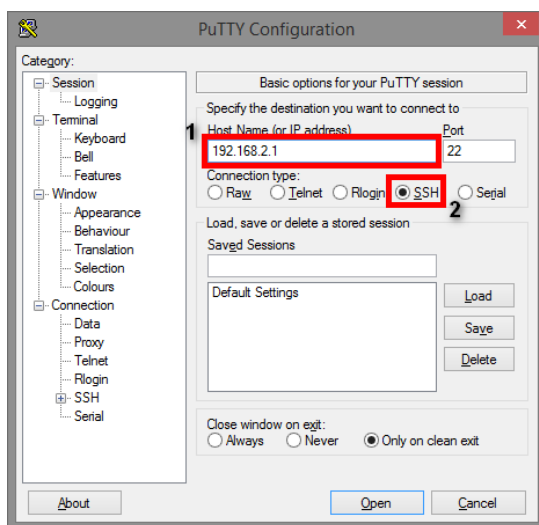 PuTTY Configuration
Category:
Session
Logging
Terminal
Keyboard
Bell
Features
Window
Appearance
Behaviour
Translation
Selection
Colours
Connection
Data
Proxy
Telnet
Rlogin
SSH
Serial
Basic options for your PuTTY session
Specify the destination you want to connect to
1
Host Name (or IP address) Port
192.168.2.1 22
Connection type:
Raw Telnet Rlogin SSH Serial
2
Load, save or delete a stored session
Saved Sessions
Default Settings
Load
Save
Delete
Close window on exit:
Always Never Only on clean exit
About Open Cancel